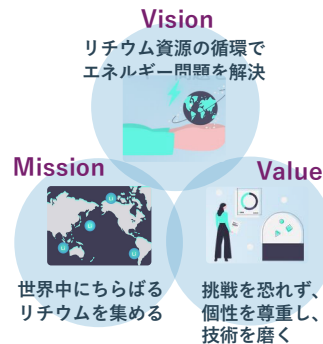 Vision
リチウム資源の循環で
エネルギー問題を解決
Mission
Value
世界中にちらばる
リチウムを集める
挑戦を恐れず、
個性を尊重し、
技術を磨く